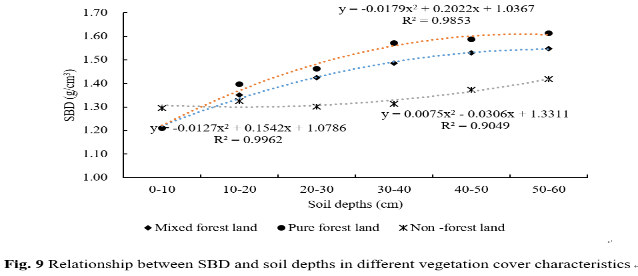 1.70
y = -0.0179x² + 0.2022x + 1.0367
R² = 0.9853
1.60
1.50
1.40
1.30
1.20
1.10
1.00
SBD (g/cm³)
y = 0.0075x² - 0.0306x + 1.3311
R² = 0.9049
y = -0.0127x² + 0.1542x + 1.0786
R² = 0.9962
0-10 10-20 20-30 30-40 40-50 50-60
Soil depths (cm)
Mixed forest land Pure forest land Non -forest land
Fig. 9 Relationship between SBD and soil depths in different vegetation cover characteristics